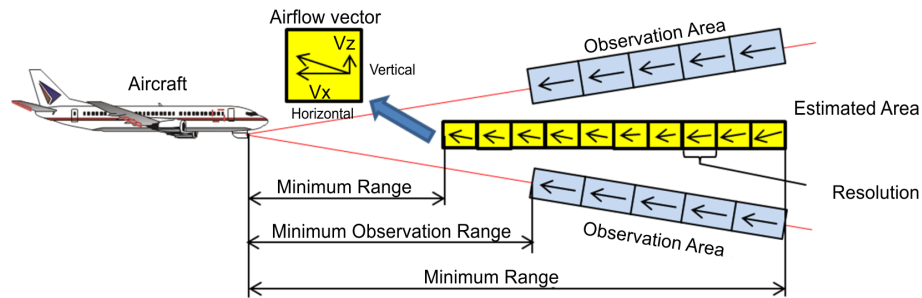 Airflow vector
Vz
Vertical
Vx
Horizontal
Aircraft
Observation Area
Estimated Area
Resolution
Minimum Range
Minimum Observation Range
Observation Area
Minimum Range